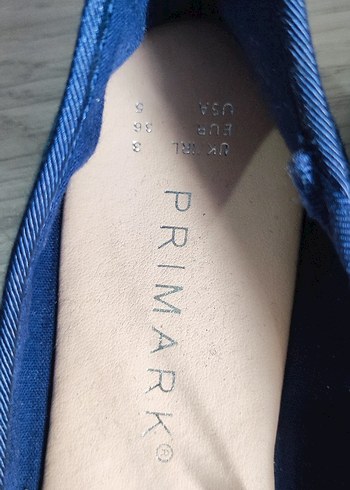 UK/IRL 3
EUR 36
USA 5
PRIMARK®